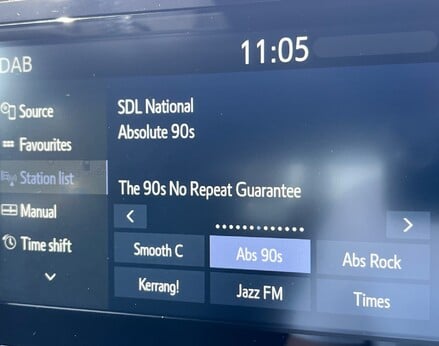 DAB
11:05
Source
SDL National
Absolute 90s
Favourites
Station list
The 90s No Repeat Guarantee
Manual
<
>
Time shift
Smooth C
Abs 90s
Abs Rock
Kerrang!
Jazz FM
Times